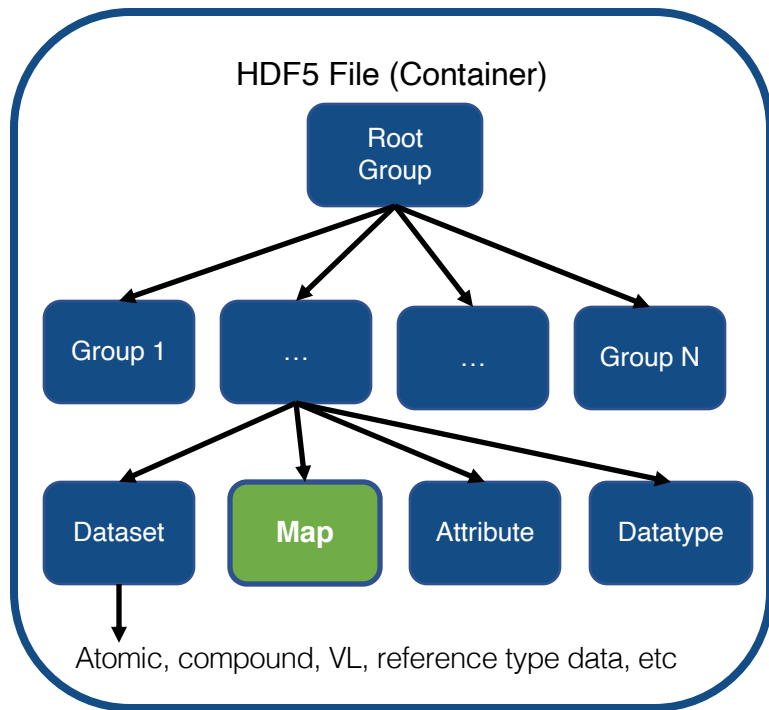 HDF5 File (Container)
Root
Group
Group 1
…
…
Group N
Dataset
Map
Attribute
Datatype
Atomic, compound, VL, reference type data, etc